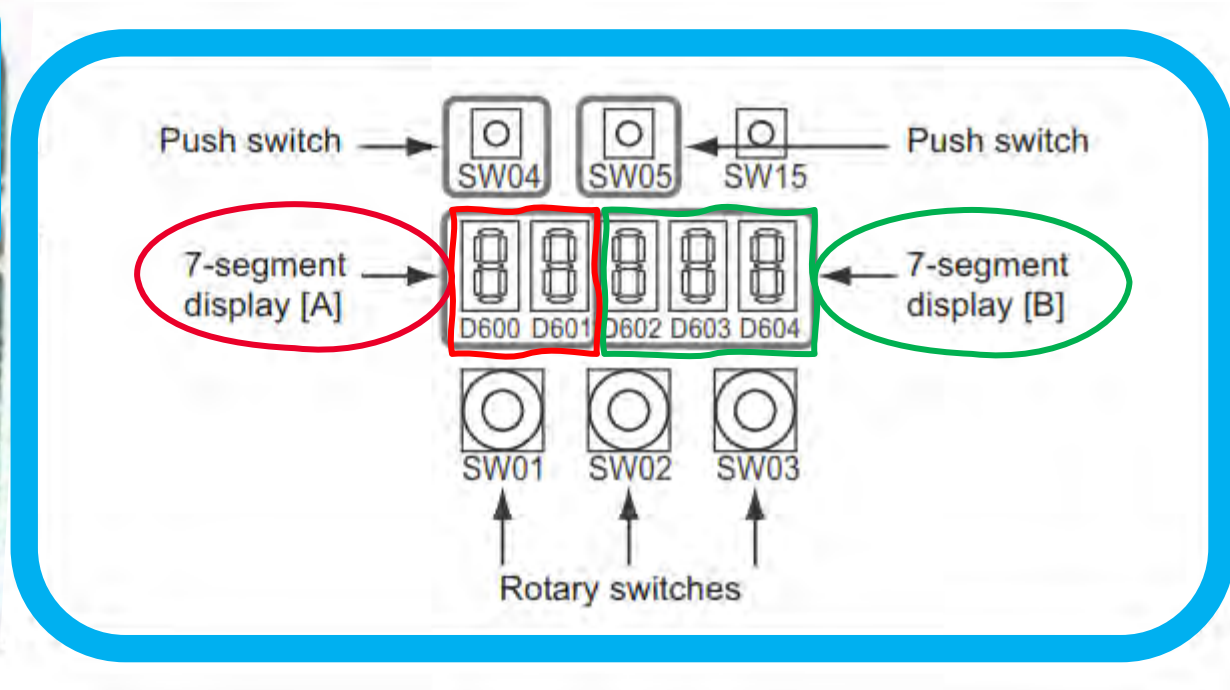 Push switch
SW04 SW05 SW15
Push switch
7-segment
display [A]
D600 D601 D602 D603 D604
7-segment
display [B]
SW01 SW02 SW03
Rotary switches